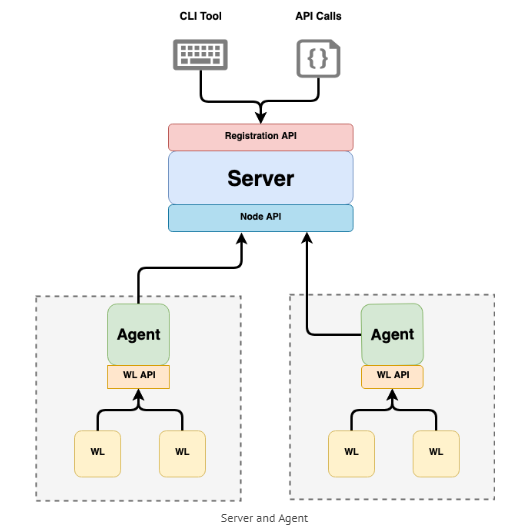 CLI Tool
API Calls
{}
Registration API
Server
Node API
Agent
Agent
WL API
WL API
WL
WL
WL
WL
Server and Agent